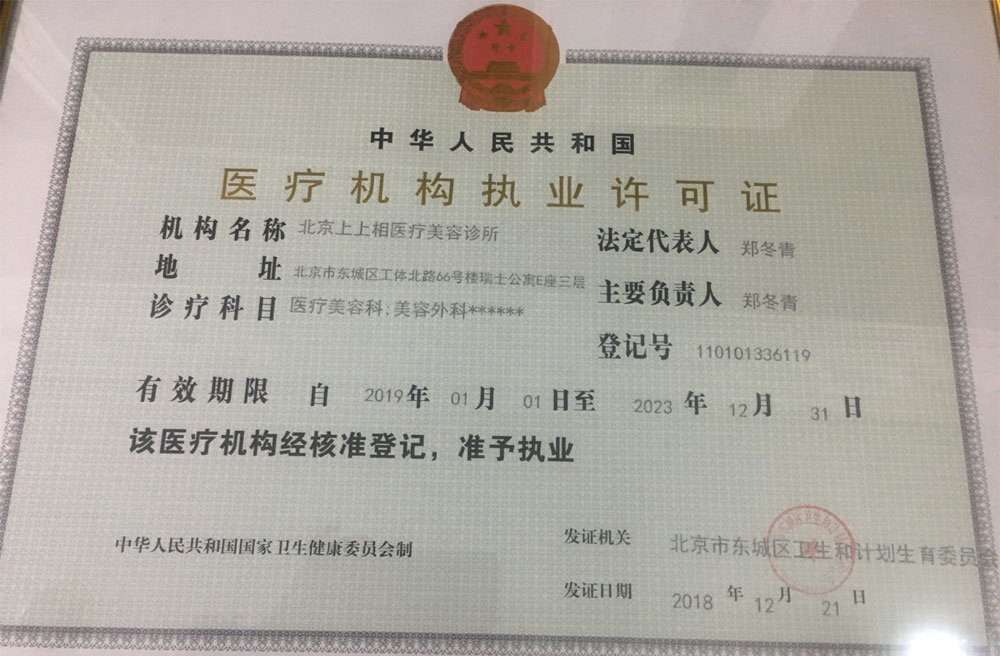 中华人民共和国
医疗机构执业许可证
机构名称 北京上上相医疗美容诊所
法定代表人 郑冬青
地址 北京市东城区工体北路66号楼瑞士公寓E座三层
主要负责人 郑冬青
诊疗科目 医疗美容科;美容外科******
登记号 110101336119
有效期限 自 2019年 01月 01日至 2023年 12月 31日
该医疗机构经核准登记，准予执业
中华人民共和国国家卫生健康委员会制
发证机关 北京市东城区卫生和计划生育委员会
发证日期 2018年 12月 21日